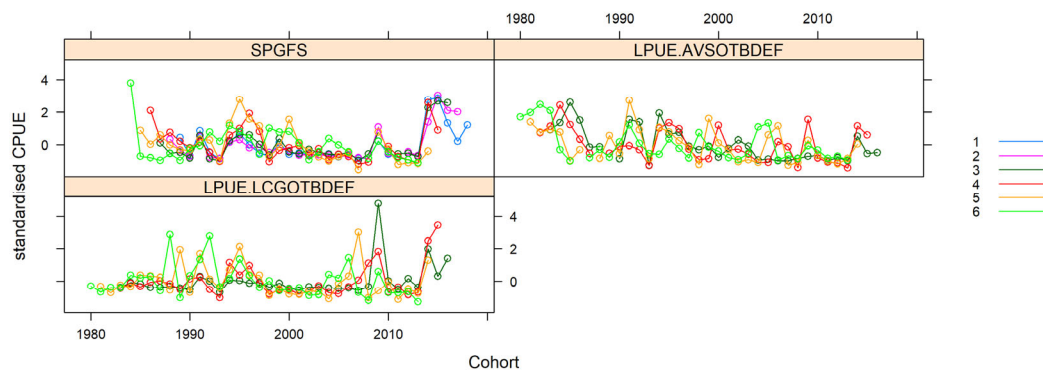 1980 1990 2000 2010
SPGFS LPUE.AVSOTBDEF
4
2
0
LPUE.LCGOTBDEF
4
2
0
1980 1990 2000 2010
standardised CPUE
Cohort
1
2
3
4
5
6